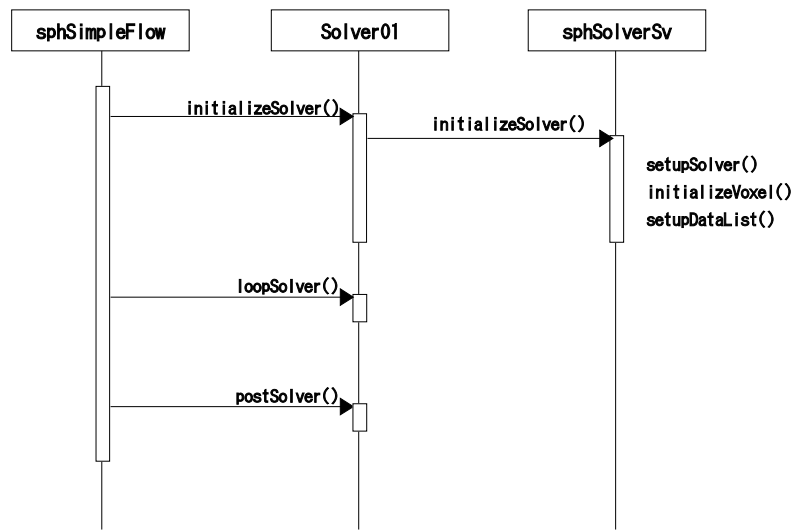 sphSimpleFlow
Solver01
sphSolverSv
initializeSolver()
initializeSolver()
setupSolver()
initializeVoxel()
setupDataList()
loopSolver()
postSolver()